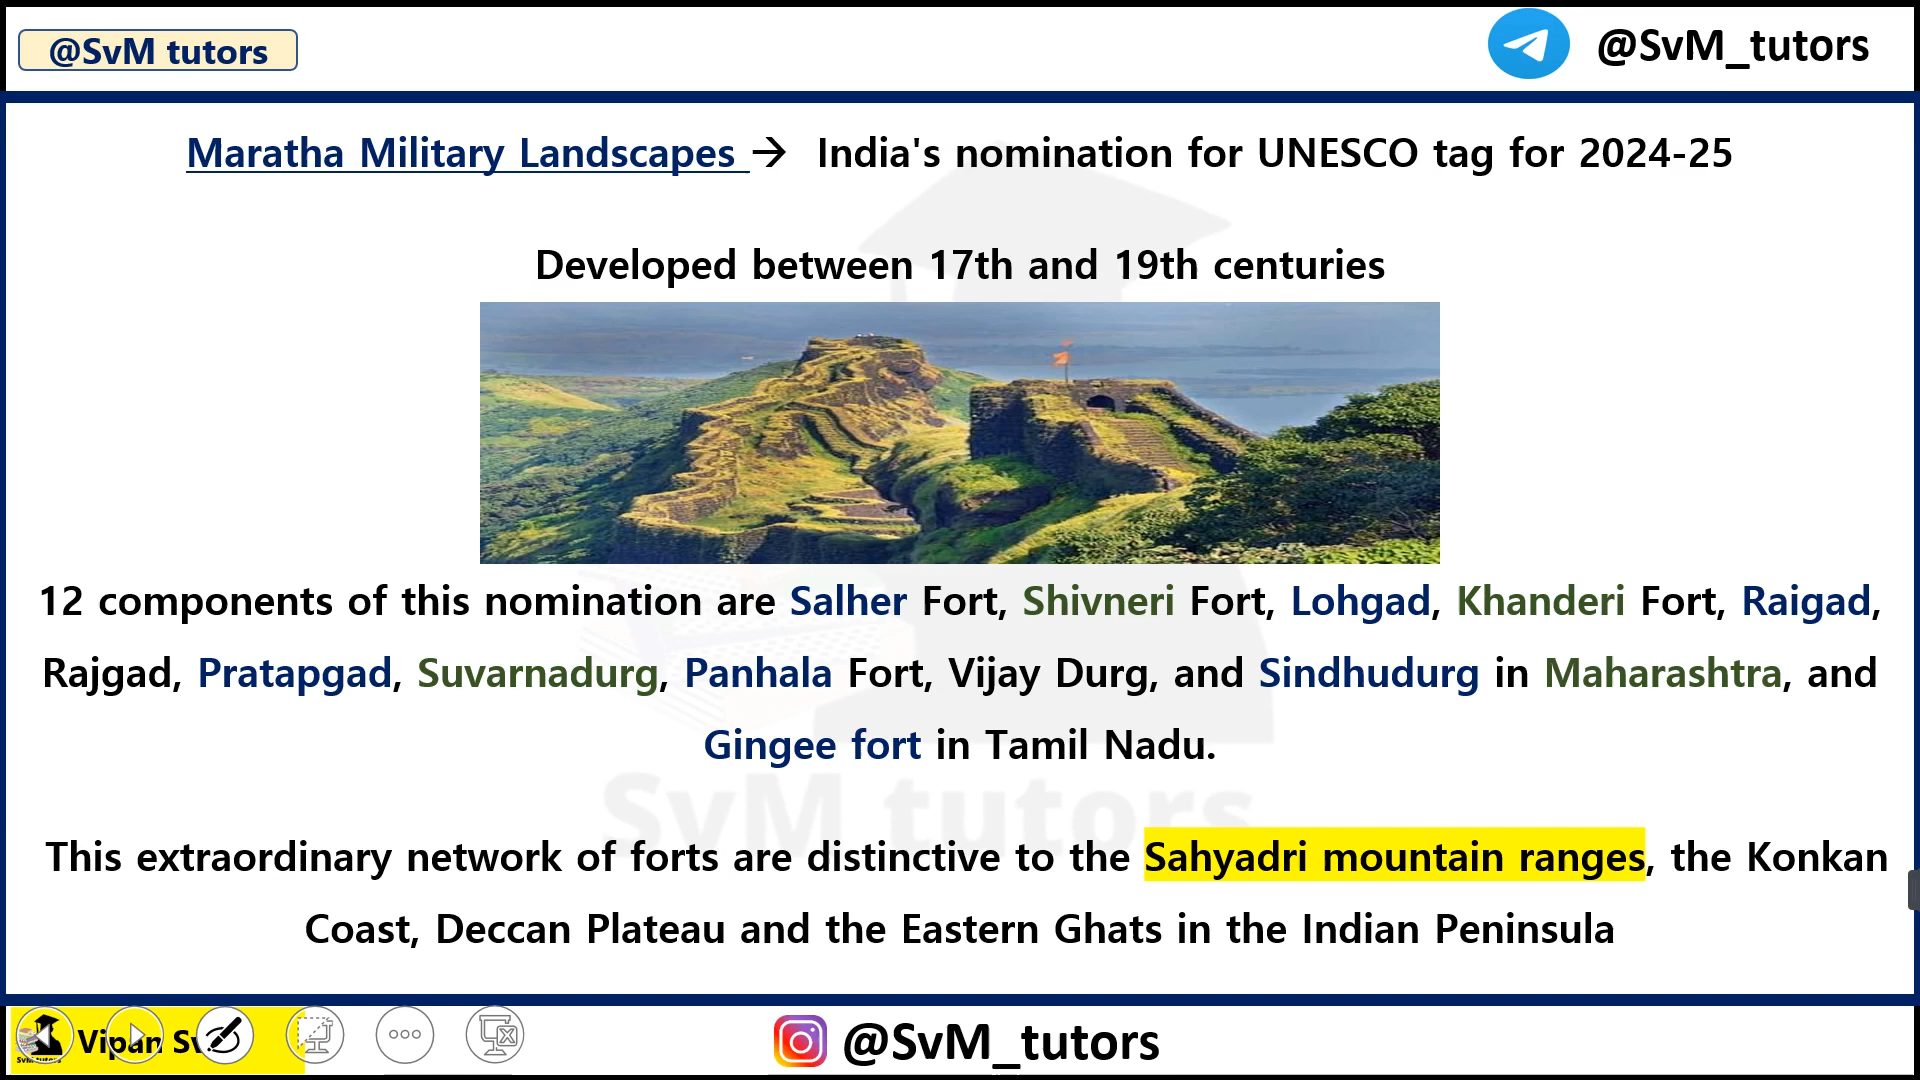 @SvM tutors
@SvM_tutors
Maratha Military Landscapes → India's nomination for UNESCO tag for 2024-25
Developed between 17th and 19th centuries
12 components of this nomination are Salher Fort, Shivneri Fort, Lohgad, Khanderi Fort, Raigad,
Rajgad, Pratapgad, Suvarnadurg, Panhala Fort, Vijay Durg, and Sindhudurg in Maharashtra, and
Gingee fort in Tamil Nadu.
SvM tutors
This extraordinary network of forts are distinctive to the Sahyadri mountain ranges, the Konkan
Coast, Deccan Plateau and the Eastern Ghats in the Indian Peninsula
Vipan
@SvM_tutors